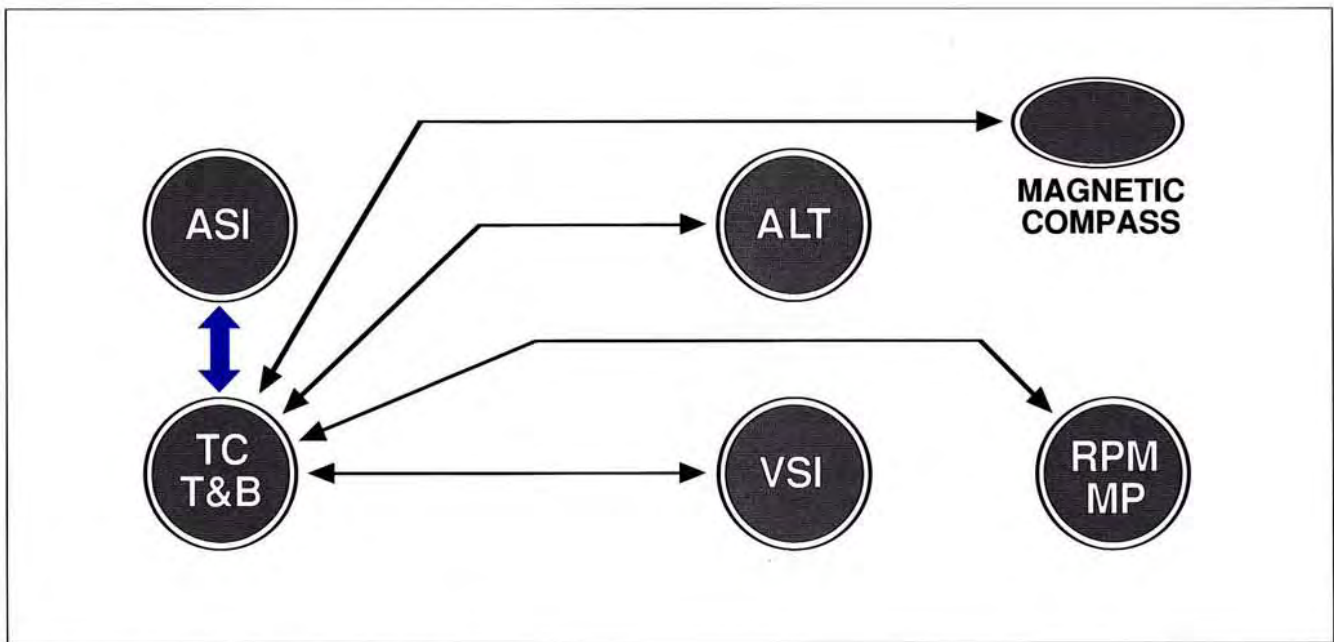 MAGNETIC
COMPASS
ASI
ALT
TC
T&B
VSI
RPM
MP